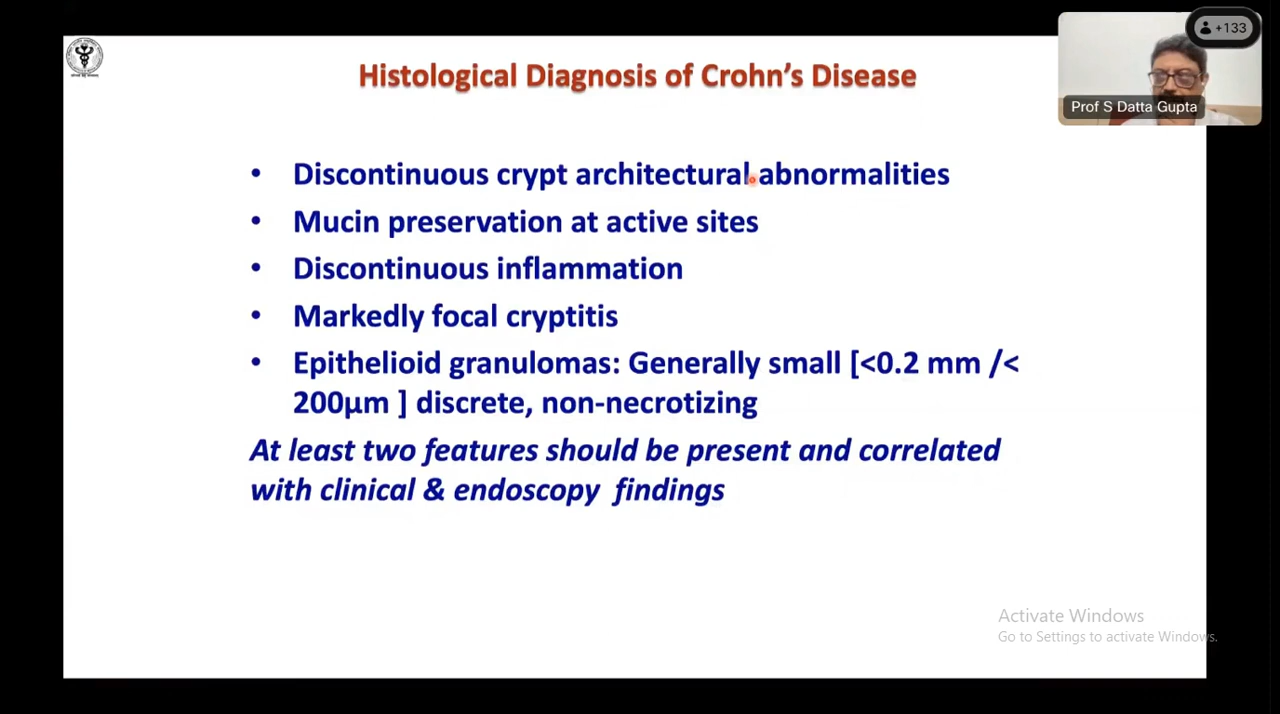 +133
Prof S Datta Gupta
Histological Diagnosis of Crohn’s Disease
• Discontinuous crypt architectural abnormalities
• Mucin preservation at active sites
• Discontinuous inflammation
• Markedly focal cryptitis
• Epithelioid granulomas: Generally small [<0.2 mm /<
200µm ] discrete, non-necrotizing
At least two features should be present and correlated
with clinical & endoscopy findings
Activate Windows
Go to Settings to activate Windows.